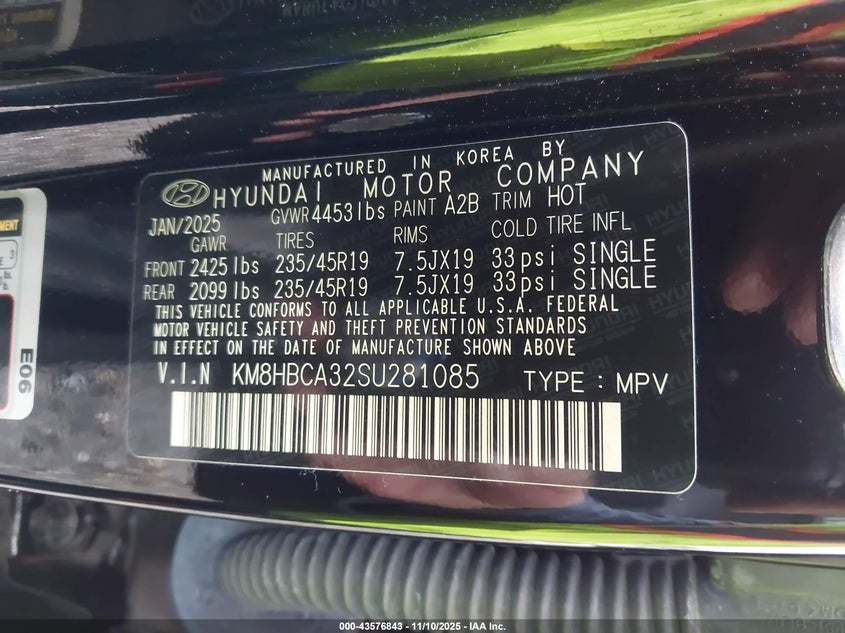 MANUFACTURED IN KOREA BY
HYUNDAI MOTOR COMPANY
JAN/2025 GVWR 4453 lbs PAINT A2B TRIM HOT
GAWR TIRES RIMS COLD TIRE INFL
FRONT 2425 lbs 235/45R19 7.5JX19 33 psi SINGLE
REAR 2099 lbs 235/45R19 7.5JX19 33 psi SINGLE
THIS VEHICLE CONFORMS TO ALL APPLICABLE U.S.A. FEDERAL
MOTOR VEHICLE SAFETY AND THEFT PREVENTION STANDARDS
IN EFFECT ON THE DATE OF MANUFACTURE SHOWN ABOVE
V.I.N KM8HBCA32SU281085 TYPE : MPV
E06
000-43576843 - 11/10/2025 - IAA Inc.